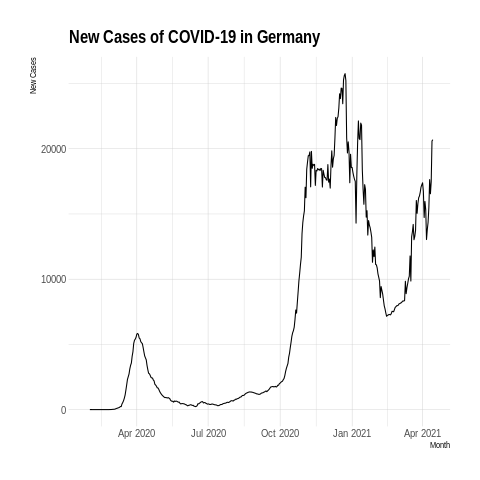 New Cases of COVID-19 in Germany
New Cases
20000
10000
0
Apr 2020 Jul 2020 Oct 2020 Jan 2021 Apr 2021
Month